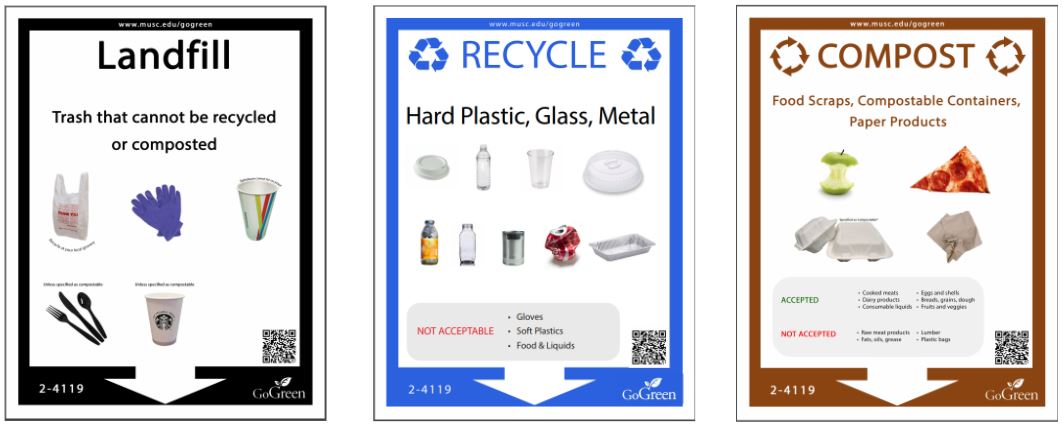 www.musc.edu/gogreen
Landfill
Trash that cannot be recycled
or composted
THANK YOU
Recycle at your local grocery
Unless specified as compostable
Unless specified as compostable
2-4119
GoGreen
www.musc.edu/gogreen
RECYCLE
Hard Plastic, Glass, Metal
NOT ACCEPTABLE
• Gloves
• Soft Plastics
• Food & Liquids
2-4119
GoGreen
www.musc.edu/gogreen
COMPOST
Food Scraps, Compostable Containers,
Paper Products
*Specified as compostable*
ACCEPTED
• Cooked meats
• Dairy products
• Consumable liquids
• Eggs and shells
• Breads, grains, dough
• Fruits and veggies
NOT ACCEPTED
• Raw meat products
• Fats, oils, grease
• Lumber
• Plastic bags
2-4119
GoGreen